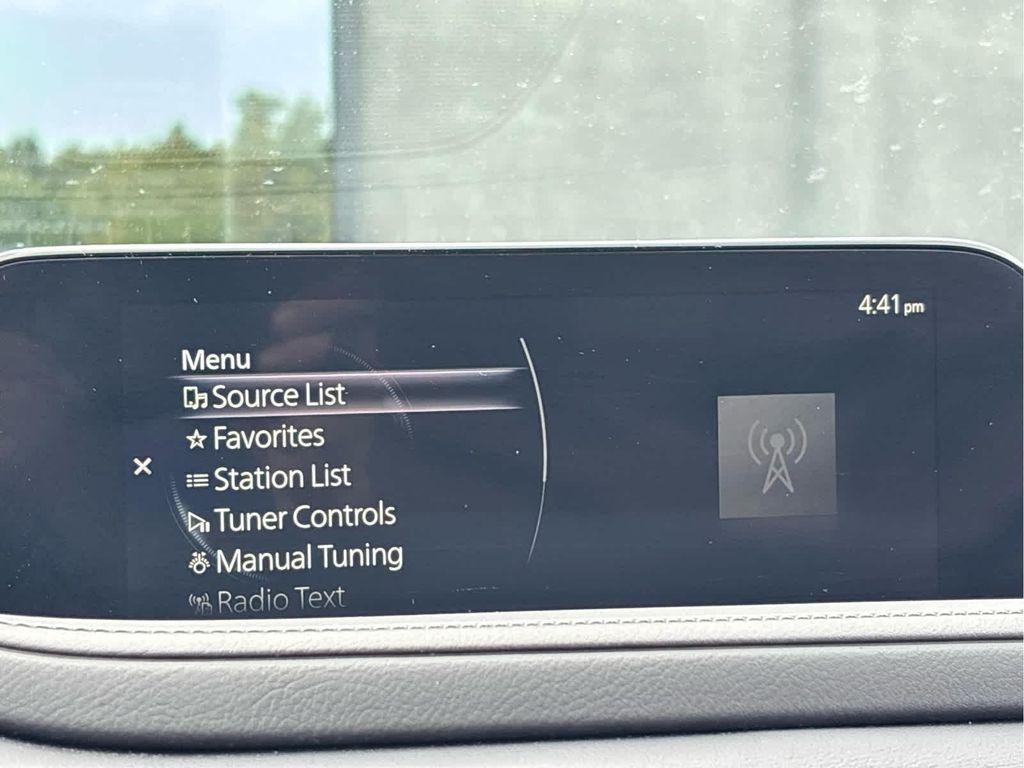 4:41 pm
Menu
Source List
Favorites
Station List
Tuner Controls
Manual Tuning
Radio Text